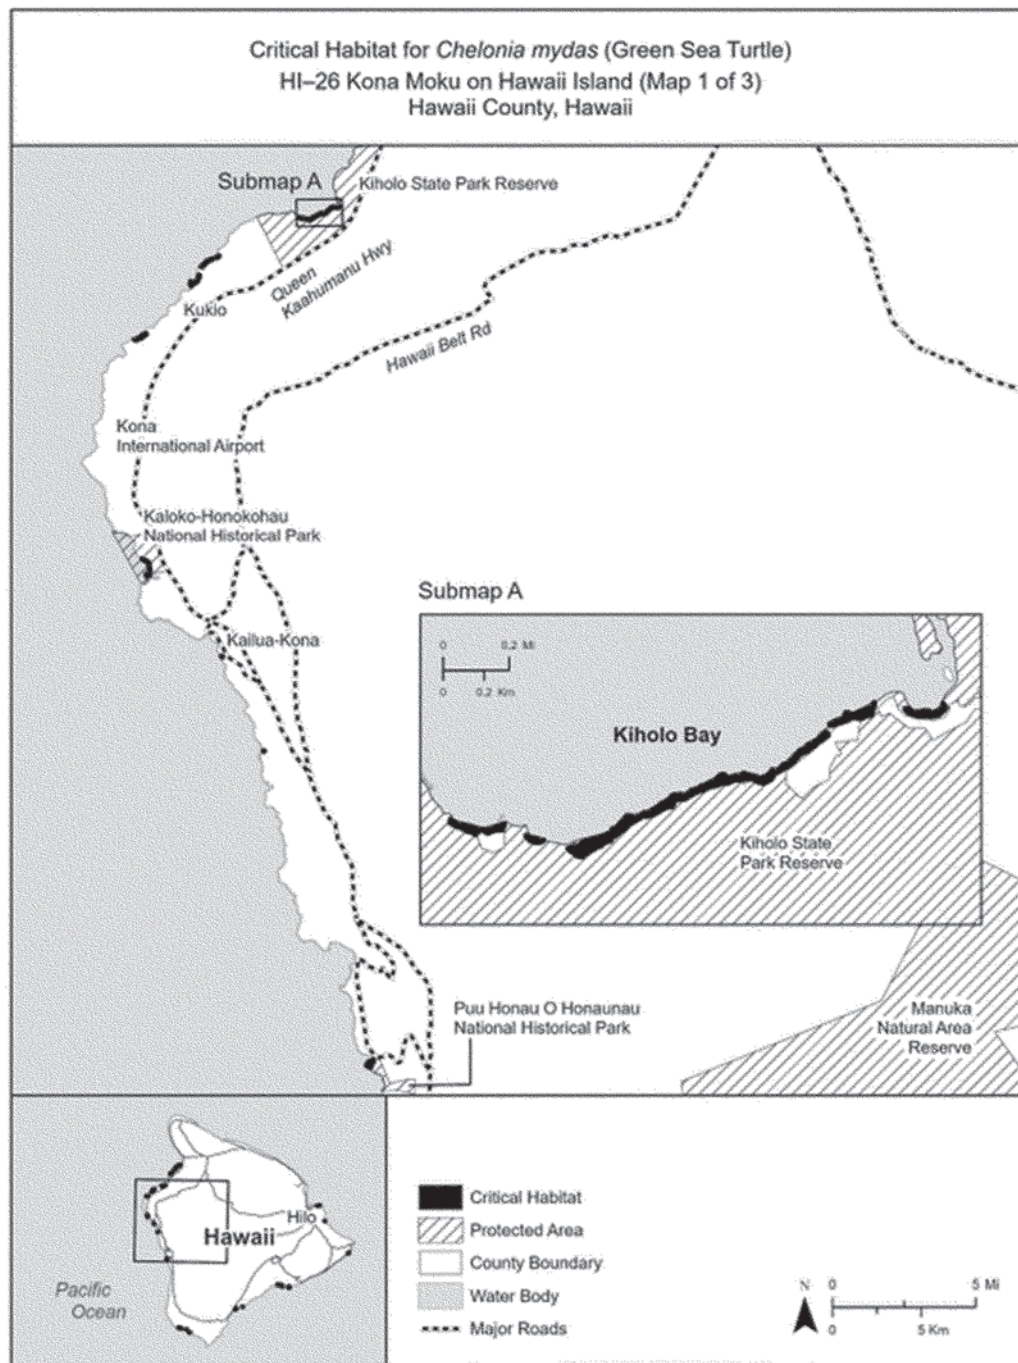 Critical Habitat for Chelonia mydas (Green Sea Turtle)
HI–26 Kona Moku on Hawaii Island (Map 1 of 3)
Hawaii County, Hawaii
Submap A
Kiholo State Park Reserve
Queen
Kaahumanu Hwy
Kukio
Hawaii Belt Rd
Kona
International Airport
Kaloko-Honokohau
National Historical Park
Kailua-Kona
Submap A
0 0.2 Mi
0 0.2 Km
Kiholo Bay
Kiholo State
Park Reserve
Puu Honau O Honaunau
National Historical Park
Manuka
Natural Area
Reserve
Hilo
Hawaii
Pacific
Ocean
Critical Habitat
Protected Area
County Boundary
Water Body
Major Roads
N
0 5 Mi
0 5 Km